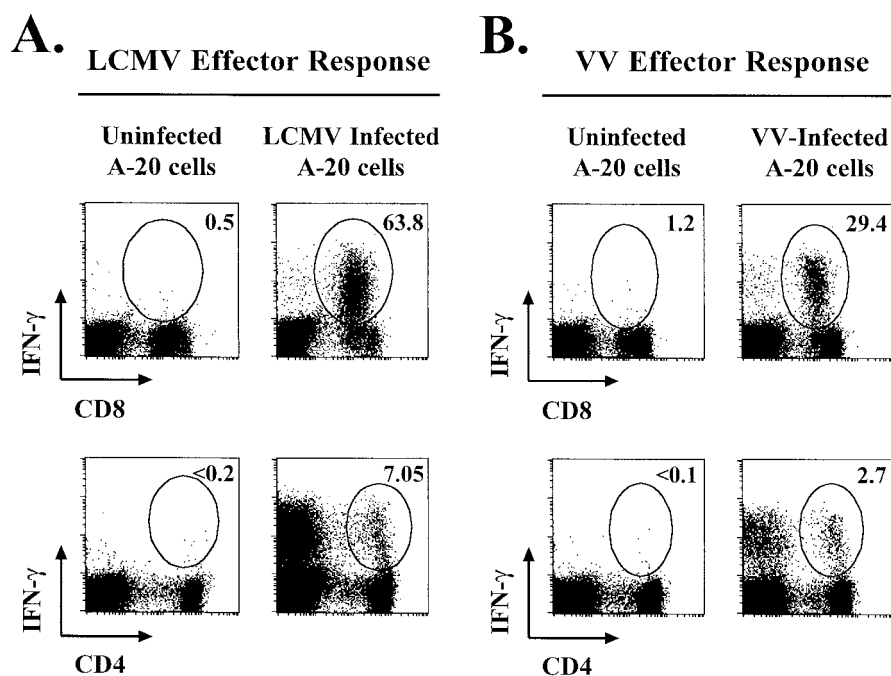 A.
LCMV Effector Response
Uninfected
A-20 cells
LCMV Infected
A-20 cells
0.5
63.8
IFN-γ
CD8
<0.2
7.05
IFN-γ
CD4
B.
VV Effector Response
Uninfected
A-20 cells
VV-Infected
A-20 cells
1.2
29.4
IFN-γ
CD8
<0.1
2.7
IFN-γ
CD4